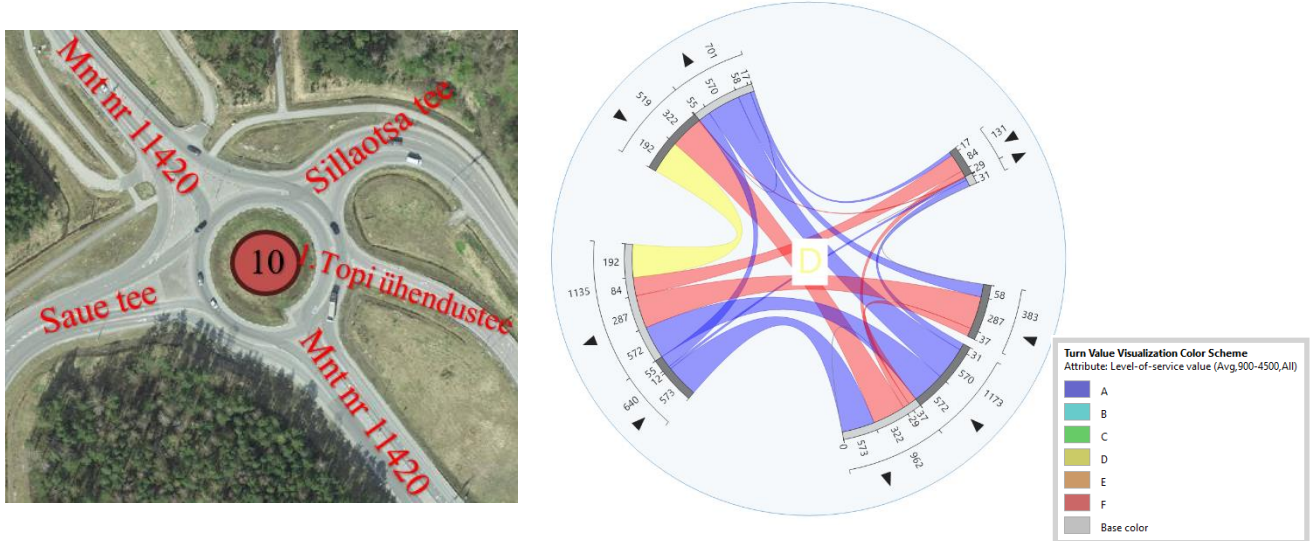 Mnt nr 11420
Sillaotsa tee
10
1. Topi ühendustee
Saue tee
Mnt nr 11420
701
17
58
570
55
519
322
192
131
17
84
29
31
192
84
287
572
55
12
573
1135
640
58
287
37
383
31
570
572
1173
37
29
322
573
0
962
D
Turn Value Visualization Color Scheme
Attribute: Level-of-service value (Avg,900-4500,All)
A
B
C
D
E
F
Base color